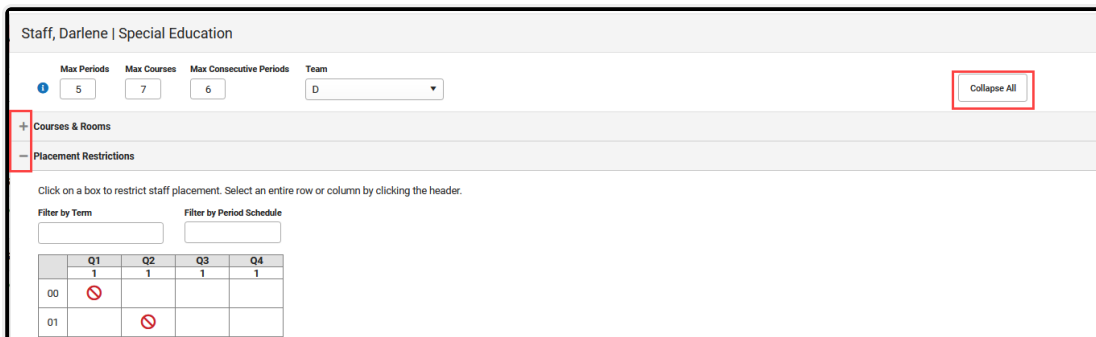 Staff, Darlene | Special Education
Max Periods Max Courses Max Consecutive Periods Team
i 5 7 6 D Collapse All
+ Courses & Rooms
− Placement Restrictions
Click on a box to restrict staff placement. Select an entire row or column by clicking the header.
Filter by Term Filter by Period Schedule
Q1 Q2 Q3 Q4
1 1 1 1
00
01